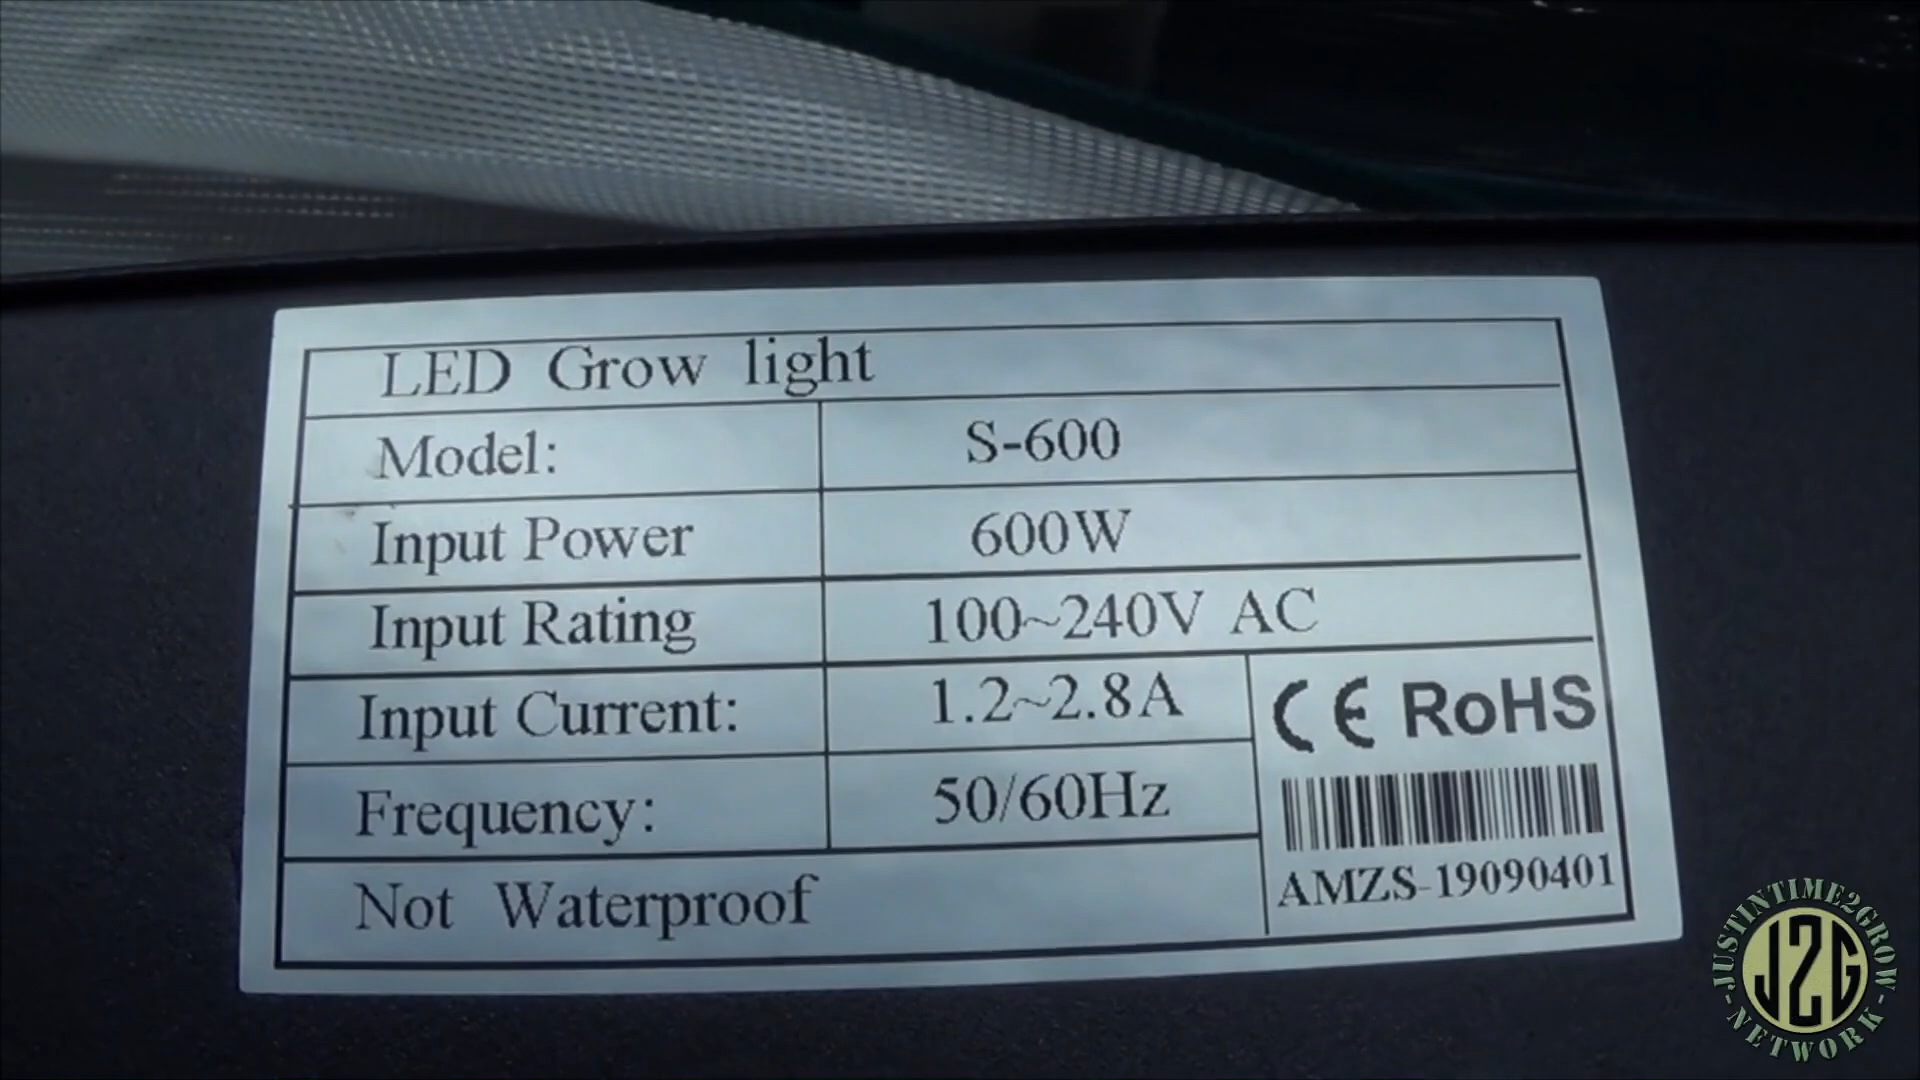 LED Grow light
Model: S-600
Input Power 600W
Input Rating 100~240V AC
Input Current: 1.2~2.8A
Frequency: 50/60Hz
CE RoHS
AMZS-19090401
Not Waterproof
JUSTINTIME2GROW
J2G
NETWORK